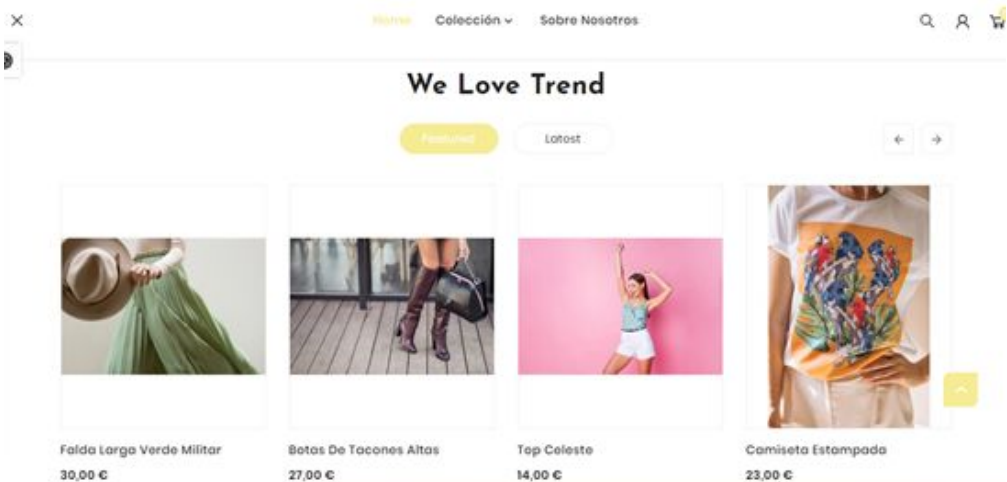 Home Colección Sobre Nosotros
We Love Trend
Featured Latest
Falda Larga Verde Militar Botas De Tacones Altas Top Celeste Camiseta Estampada
30,00 € 27,00 € 14,00 € 23,00 €